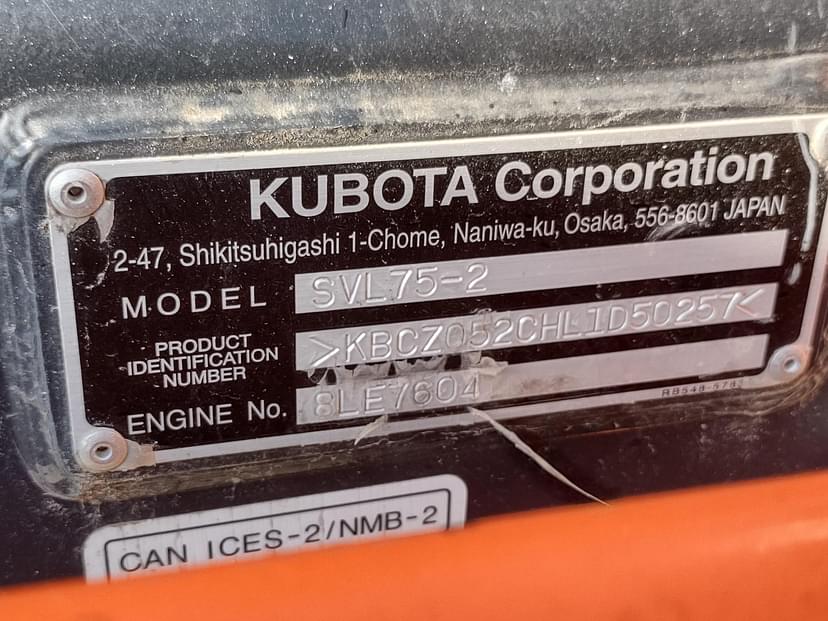 KUBOTA Corporation
2-47, Shikitsuhigashi 1-Chome, Naniwa-ku, Osaka, 556-8601 JAPAN
MODEL SVL75-2
PRODUCT IDENTIFICATION NUMBER >KBCZ052CHL1D50257<
ENGINE No. 8LE7604
CAN ICES-2/NMB-2